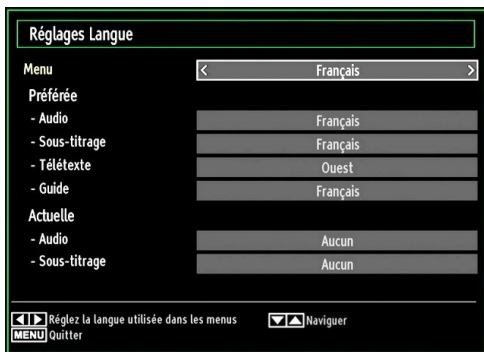 Réglages Langue
Menu < Français >
Préférée
- Audio Français
- Sous-titrage Français
- Télétexte Ouest
- Guide Français
Actuelle
- Audio Aucun
- Sous-titrage Aucun
Réglez la langue utilisée dans les menus Naviguer
MENU Quitter